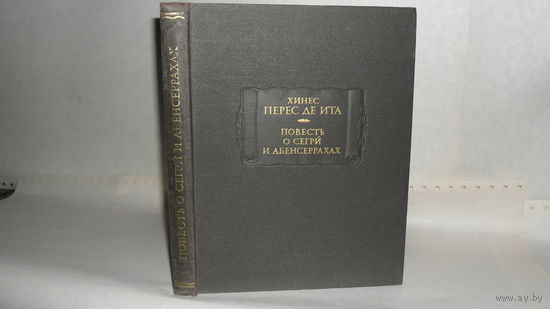 ПОВЕСТЬ О СЕГРИ И АБЕНСЕРРАХАХ
ХИНЕС
ПЕРЕС ДЕ ИТА
ПОВЕСТЬ
О СЕГРИ
И АБЕНСЕРРАХАХ
www.ay.by